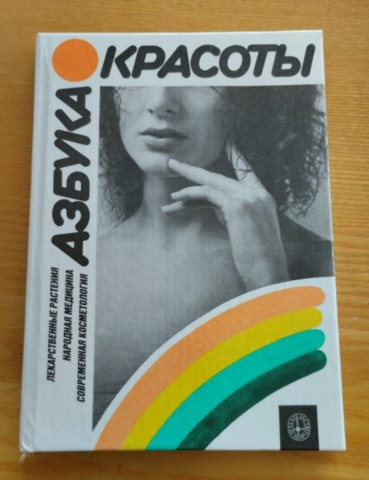 АЗБУКА
КРАСОТЫ
ЛЕКАРСТВЕННЫЕ РАСТЕНИЯ
НАРОДНАЯ МЕДИЦИНА
СОВРЕМЕННАЯ КОСМЕТОЛОГИЯ